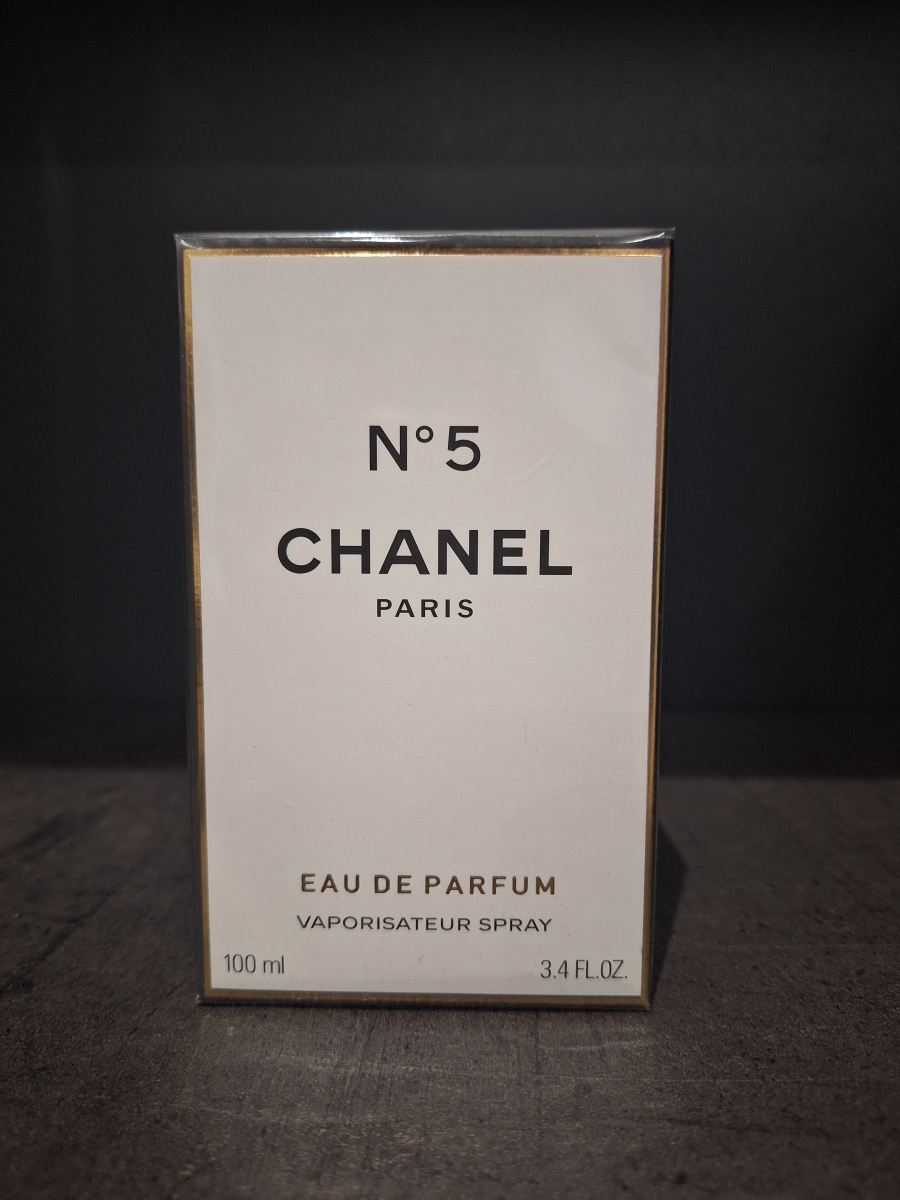 N°5
CHANEL
PARIS
EAU DE PARFUM
VAPORISATEUR SPRAY
100 ml
3.4 FL.OZ.